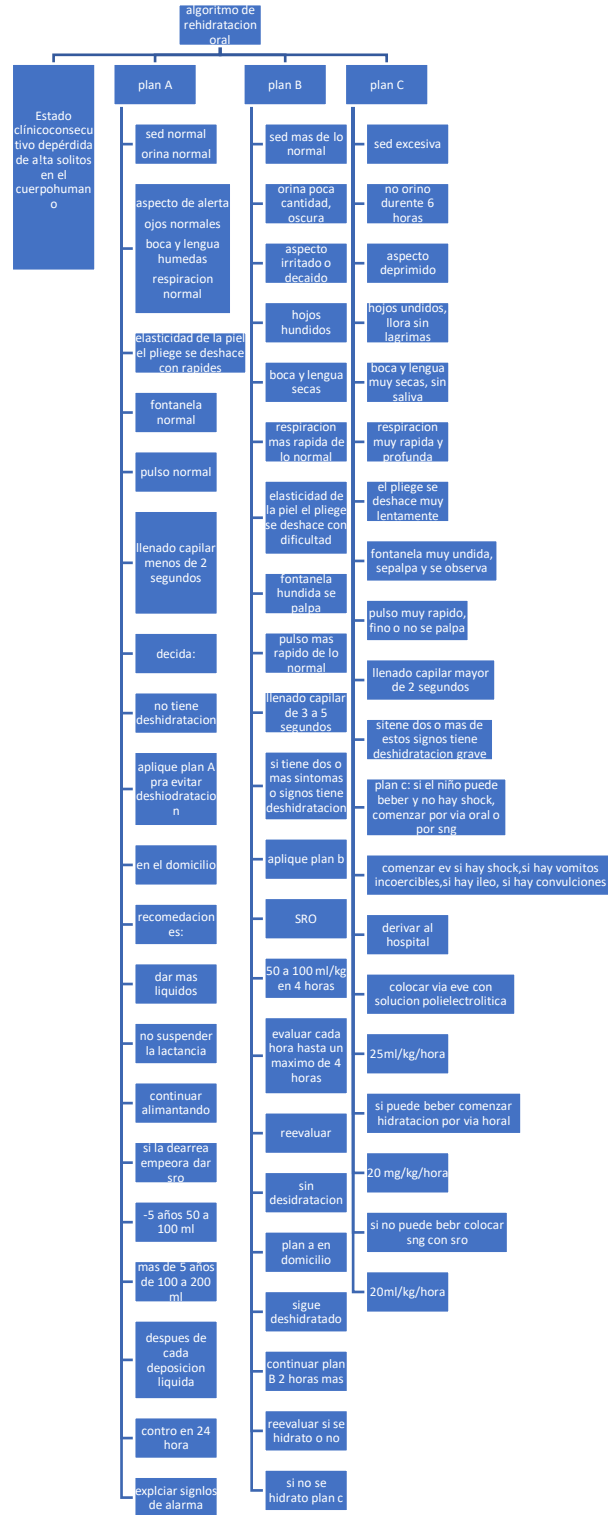 algoritmo de
rehidratacion
oral
Estado
clínicoconsecu
tivo depérdida
de a!ta solitos
en el
cuerpohuman
o
plan A
sed normal
orina normal
aspecto de alerta
ojos normales
boca y lengua
humedas
respiracion
normal
elasticidad de la piel
el pliege se deshace
con rapides
fontanela
normal
pulso normal
llenado capilar
menos de 2
segundos
decida:
no tiene
deshidratacion
aplique plan A
pra evitar
deshiodratacio
n
en el domicilio
recomedacion
es:
dar mas
liquidos
no suspender
la lactancia
continuar
alimantando
si la dearrea
empeora dar
sro
-5 años 50 a
100 ml
mas de 5 años
de 100 a 200
ml
despues de
cada
deposicion
liquida
contro en 24
hora
explciar signlos
de alarma
plan B
sed mas de lo
normal
orina poca
cantidad,
oscura
aspecto
irritado o
decaido
hojos
hundidos
boca y lengua
secas
respiracion
mas rapida de
lo normal
elasticidad de
la piel el pliege
se deshace con
dificultad
fontanela
hundida se
palpa
pulso mas
rapido de lo
normal
llenado capilar
de 3 a 5
segundos
si tiene dos o
mas sintomas
o signos tiene
deshidratacion
aplique plan b
SRO
50 a 100 ml/kg
en 4 horas
evaluar cada
hora hasta un
maximo de 4
horas
reevaluar
sin
desidratacion
plan a en
domicilio
sigue
deshidratado
continuar plan
B 2 horas mas
reevaluar si se
hidrato o no
si no se
hidrato plan c
plan C
sed excesiva
no orino
durente 6
horas
aspecto
deprimido
hojos undidos,
llora sin
lagrimas
boca y lengua
muy secas, sin
saliva
respiracion
muy rapida y
profunda
el pliege se
deshace muy
lentamente
fontanela muy undida,
sepalpa y se observa
pulso muy rapido,
fino o no se palpa
llenado capilar mayor
de 2 segundos
sitene dos o mas de
estos signos tiene
deshidratacion grave
plan c: si el niño puede
beber y no hay shock,
comenzar por via oral o
por sng
comenzar ev si hay shock,si hay vomitos
incoercibles,si hay ileo, si hay convulciones
derivar al
hospital
colocar via eve con
solucion polielectrolitica
25ml/kg/hora
si puede beber comenzar
hidratacion por via horal
20 mg/kg/hora
si no puede bebr colocar
sng con sro
20ml/kg/hora